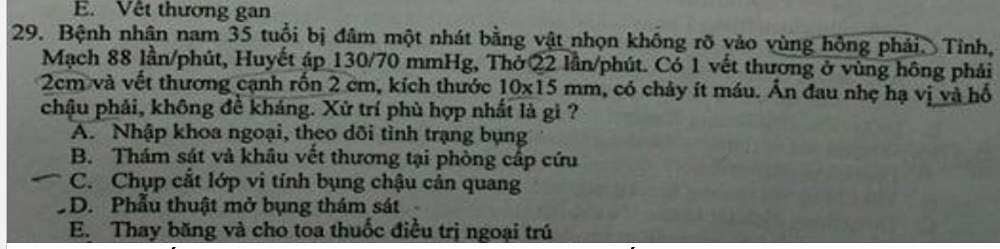 E. Vết thương gan
29. Bệnh nhân nam 35 tuổi bị đâm một nhát bằng vật nhọn không rõ vào vùng hông phải. Tỉnh,
Mạch 88 lần/phút, Huyết áp 130/70 mmHg, Thở 22 lần/phút. Có 1 vết thương ở vùng hông phải
2cm và vết thương cạnh rốn 2 cm, kích thước 10x15 mm, có chảy ít máu. Ấn đau nhẹ hạ vị và hố
chậu phải, không đề kháng. Xử trí phù hợp nhất là gì ?
A. Nhập khoa ngoại, theo dõi tình trạng bụng
B. Thám sát và khâu vết thương tại phòng cấp cứu
C. Chụp cắt lớp vi tính bụng chậu cản quang
D. Phẫu thuật mở bụng thám sát
E. Thay băng và cho toa thuốc điều trị ngoại trú